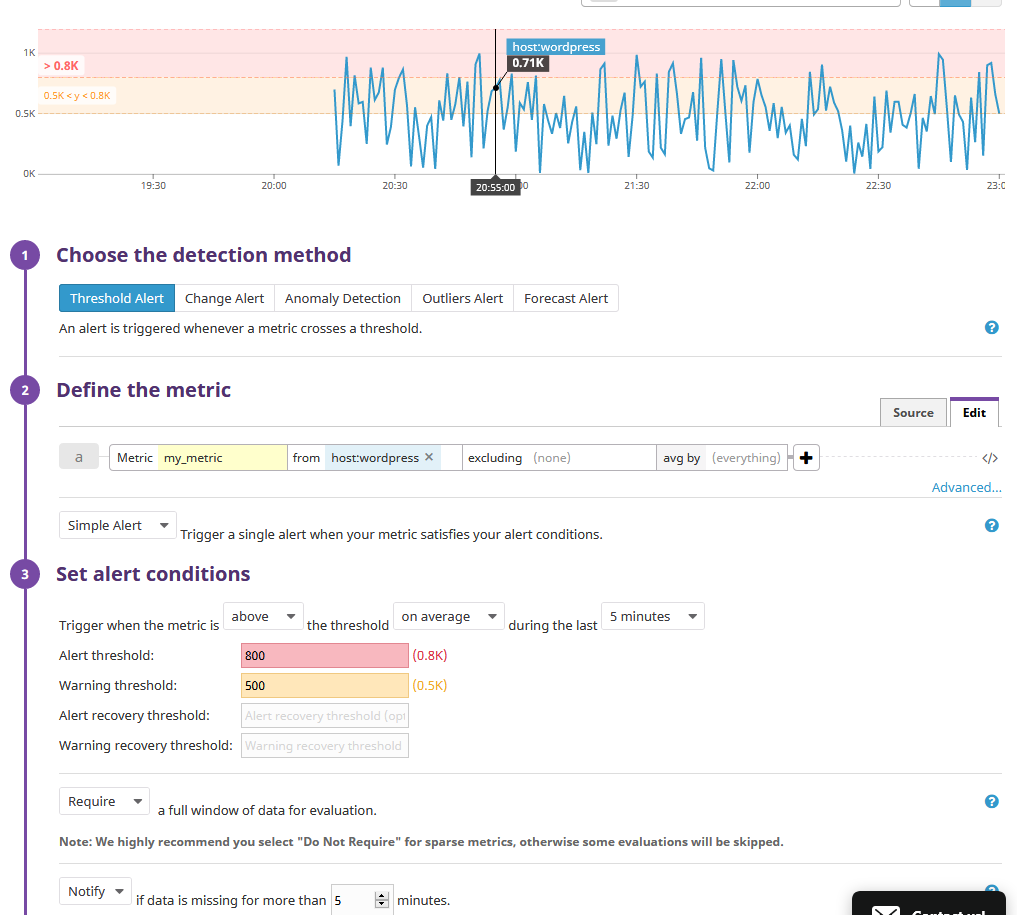 host:wordpress
1K
> 0.8K
0.71K
0.5K < y < 0.8K
0.5K
0K
19:30 20:00 20:30 20:55:00 21:30 22:00 22:30
1 Choose the detection method
Threshold Alert Change Alert Anomaly Detection Outliers Alert Forecast Alert
An alert is triggered whenever a metric crosses a threshold. ?
2 Define the metric
Source Edit
a Metric my_metric from host:wordpress × excluding (none) avg by (everything) + </>
Advanced...
Simple Alert Trigger a single alert when your metric satisfies your alert conditions. ?
3 Set alert conditions
Trigger when the metric is above the threshold on average during the last 5 minutes
Alert threshold: 800 (0.8K)
Warning threshold: 500 (0.5K)
Alert recovery threshold: Alert recovery threshold (opt
Warning recovery threshold: Warning recovery threshold
Require a full window of data for evaluation. ?
Note: We highly recommend you select "Do Not Require" for sparse metrics, otherwise some evaluations will be skipped.
Notify if data is missing for more than 5 minutes.
Contact us!